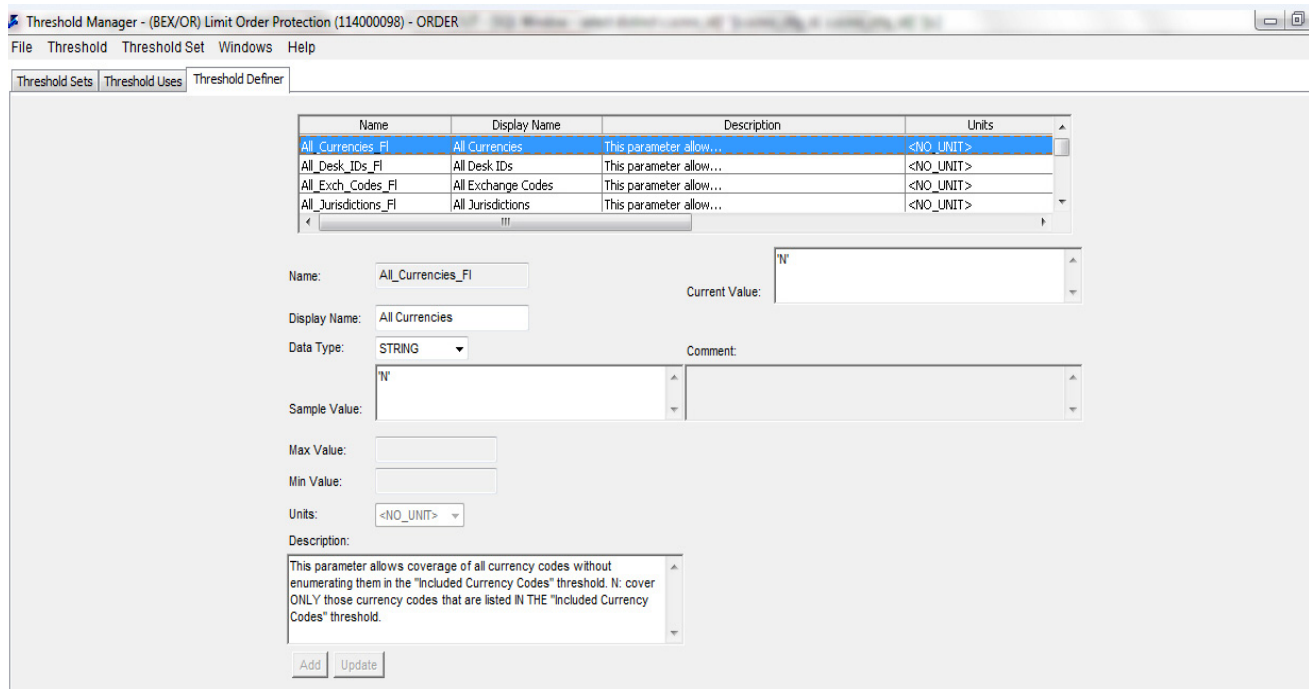 Threshold Manager - (BEX/OR) Limit Order Protection (114000098) - ORDER
File Threshold Threshold Set Windows Help
Threshold Sets Threshold Uses Threshold Definer
Name Display Name Description Units
All_Currencies_Fl All Currencies This parameter allow... <NO_UNIT>
All_Desk_IDs_Fl All Desk IDs This parameter allow... <NO_UNIT>
All_Exch_Codes_Fl All Exchange Codes This parameter allow... <NO_UNIT>
All_Jurisdictions_Fl All Jurisdictions This parameter allow... <NO_UNIT>
Name: All_Currencies_Fl
Current Value: 'N'
Display Name: All Currencies
Data Type: STRING
Comment:
Sample Value: 'N'
Max Value:
Min Value:
Units: <NO_UNIT>
Description:
This parameter allows coverage of all currency codes without
enumerating them in the "Included Currency Codes" threshold. N: cover
ONLY those currency codes that are listed IN THE "Included Currency
Codes" threshold.
Add Update